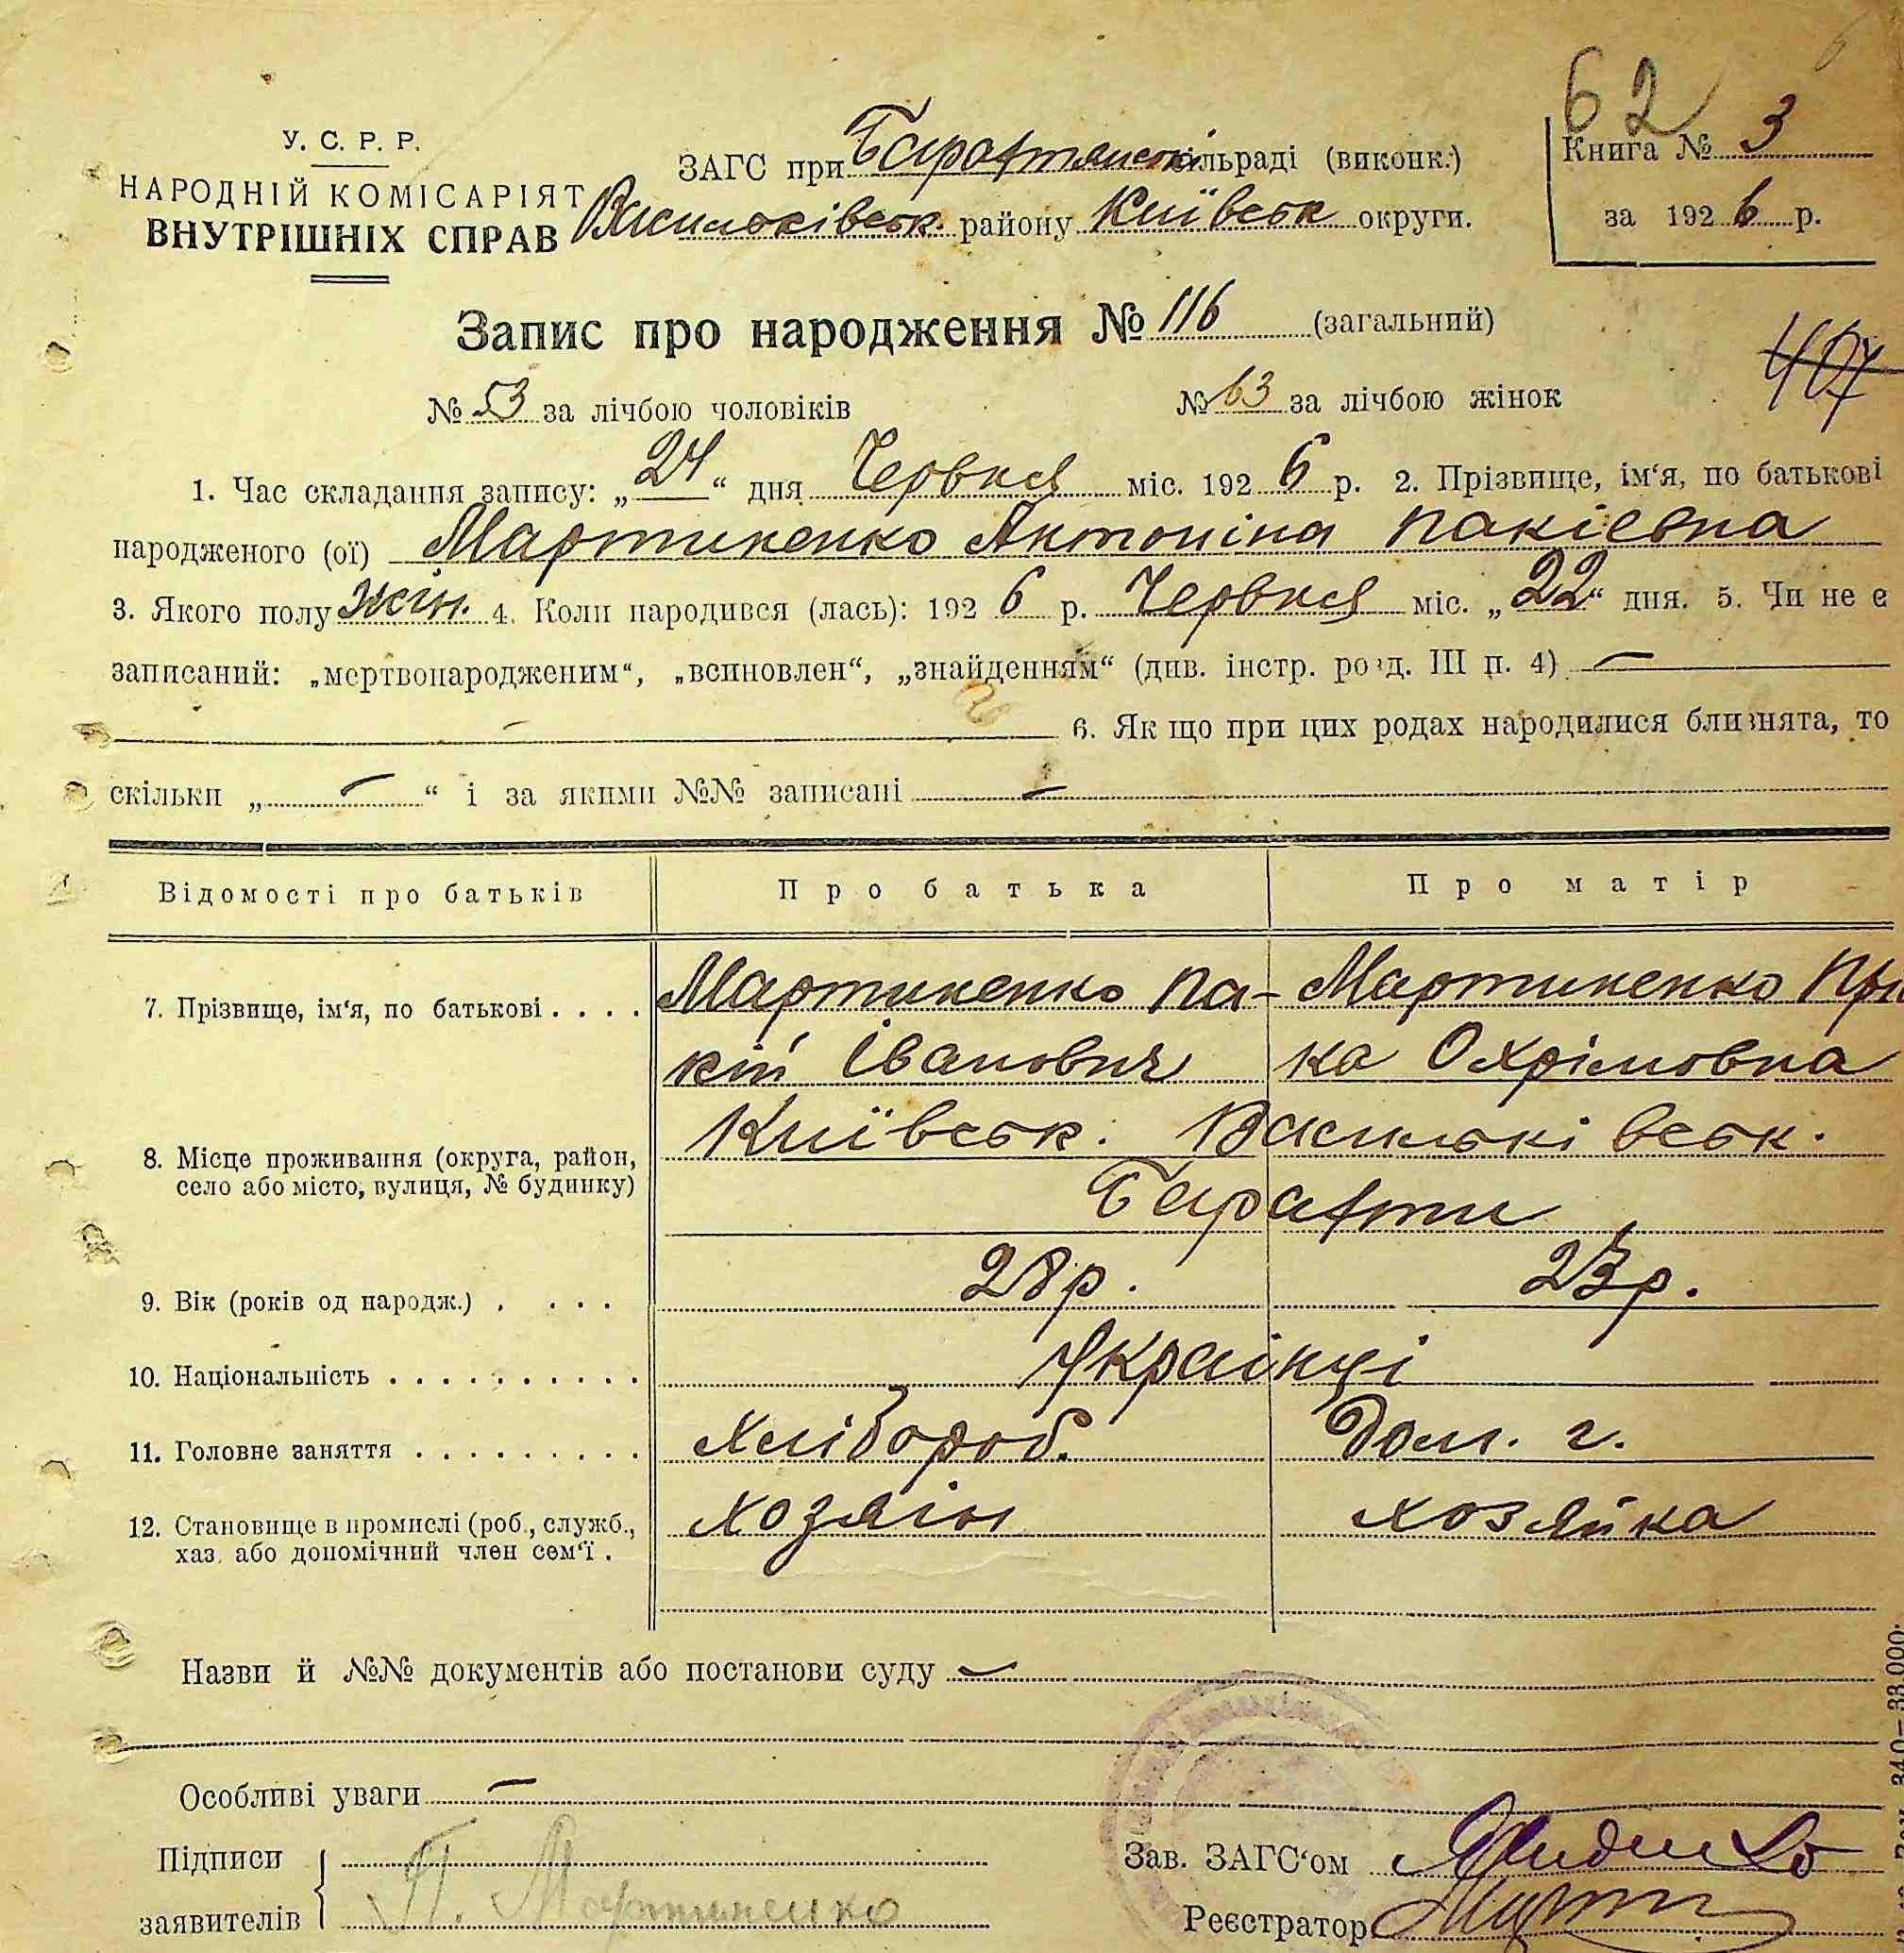 62
У. С. Р. Р.
НАРОДНІЙ КОМІСАРІЯТ
ВНУТРІШНІХ СПРАВ
ЗАГС при Барахтянськ сільраді (виконк.)
Васильківськ. району Київськ округи.
Книга № 3
за 1926 р.
Запис про народження № 116 (загальний)
407
№ 53 за лічбою чоловіків № 63 за лічбою жінок
1. Час складання запису: „24“ дня Червня міс. 1926 р. 2. Прізвище, ім‘я, по батькові
народженого (ої) Мартиненко Антоніна Пакіевна
3. Якого полу жін. 4. Коли народився (лась): 1926 р. Червня міс. „22“ дня. 5. Чи не є
записаний: „мертвонародженим“, „всиновлен“, „знайденням“ (див. інстр. розд. III п. 4) —
— 6. Як що при цих родах народилися близнята, то
скільки „—“ і за якими №№ записані —
Відомості про батьків Про батька Про матір
7. Прізвище, ім‘я, по батькові . . . . Мартиненко Па- Мартиненко
кій Іванович ка Охрімовна
8. Місце проживання (округа, район, Київськ. Васильківськ.
село або місто, вулиця, № будинку) Барахти
9. Вік (років од народж.) . . . . 28 р. 23 р.
10. Національність . . . . . . . . . . Українці
11. Головне заняття . . . . . . . . . Хлібороб. Дом. г.
12. Становище в промислі (роб., служб., хозяін хозяйка
хаз. або допомічний член сем‘ї .
Назви й №№ документів або постанови суду —
Особливі уваги —
Підписи
заявителів П. Мартиненко
Зав. ЗАГС‘ом
Реєстратор